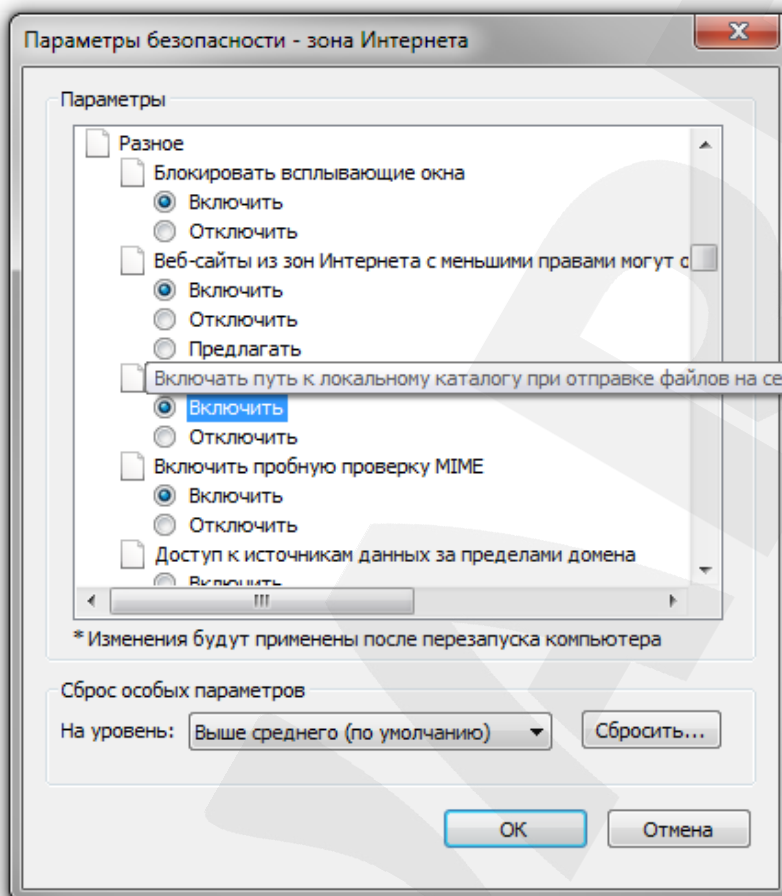 Параметры безопасности - зона Интернета
Параметры
Разное
Блокировать всплывающие окна
Включить
Отключить
Веб-сайты из зон Интернета с меньшими правами могут
Включить
Отключить
Предлагать
Включать путь к локальному каталогу при отправке файлов на
Включить
Отключить
Включить пробную проверку MIME
Включить
Отключить
Доступ к источникам данных за пределами домена
Включить
* Изменения будут применены после перезапуска компьютера
Сброс особых параметров
На уровень: Выше среднего (по умолчанию) Сбросить...
ОК Отмена